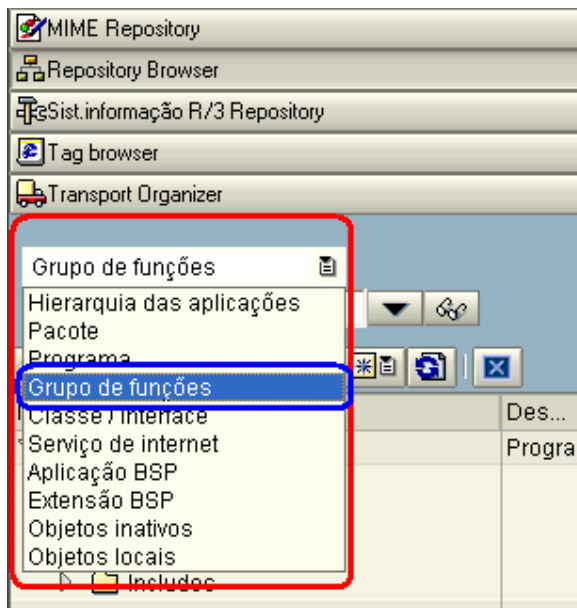 MIME Repository
Repository Browser
Sist.informação R/3 Repository
Tag browser
Transport Organizer
Grupo de funções
Hierarquia das aplicações
Pacote
Programa
Grupo de funções
Classe / Interface
Des...
Serviço de internet
Progra
Aplicação BSP
Extensão BSP
Objetos inativos
Objetos locais
Includes